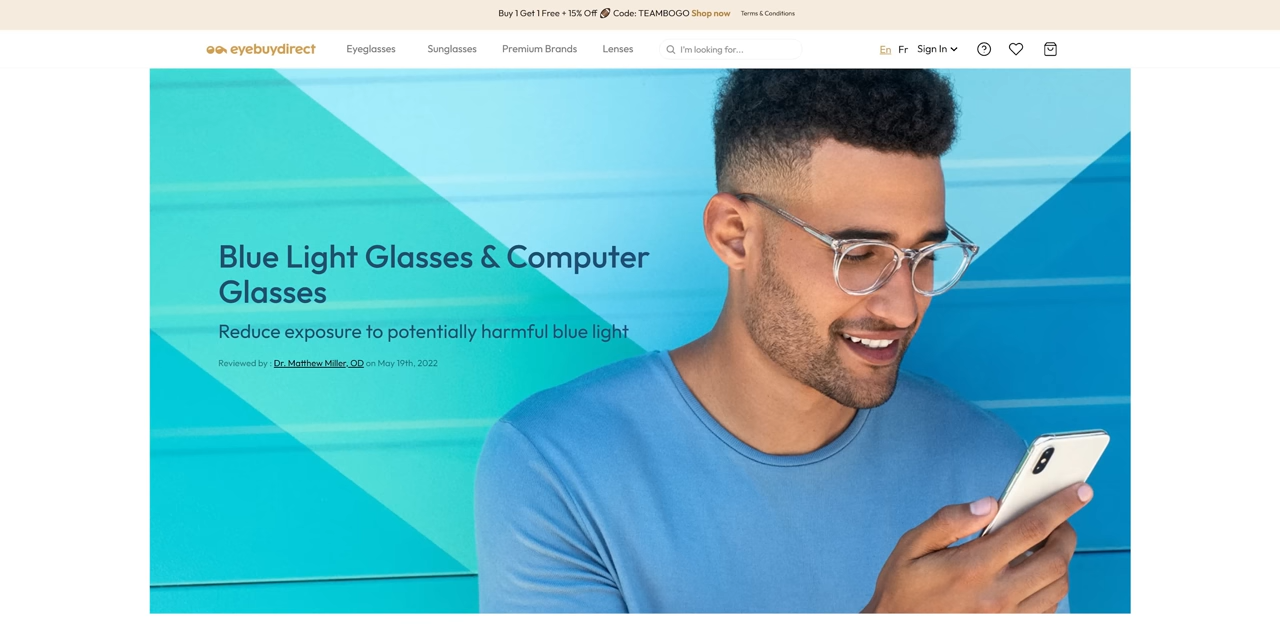 Buy 1 Get 1 Free + 15% Off 🏈 Code: TEAMBOGO Shop now Terms & Conditions
eyebuydirect Eyeglasses Sunglasses Premium Brands Lenses I'm looking for... En Fr Sign In
Blue Light Glasses & Computer
Glasses
Reduce exposure to potentially harmful blue light
Reviewed by : Dr. Matthew Miller, OD on May 19th, 2022